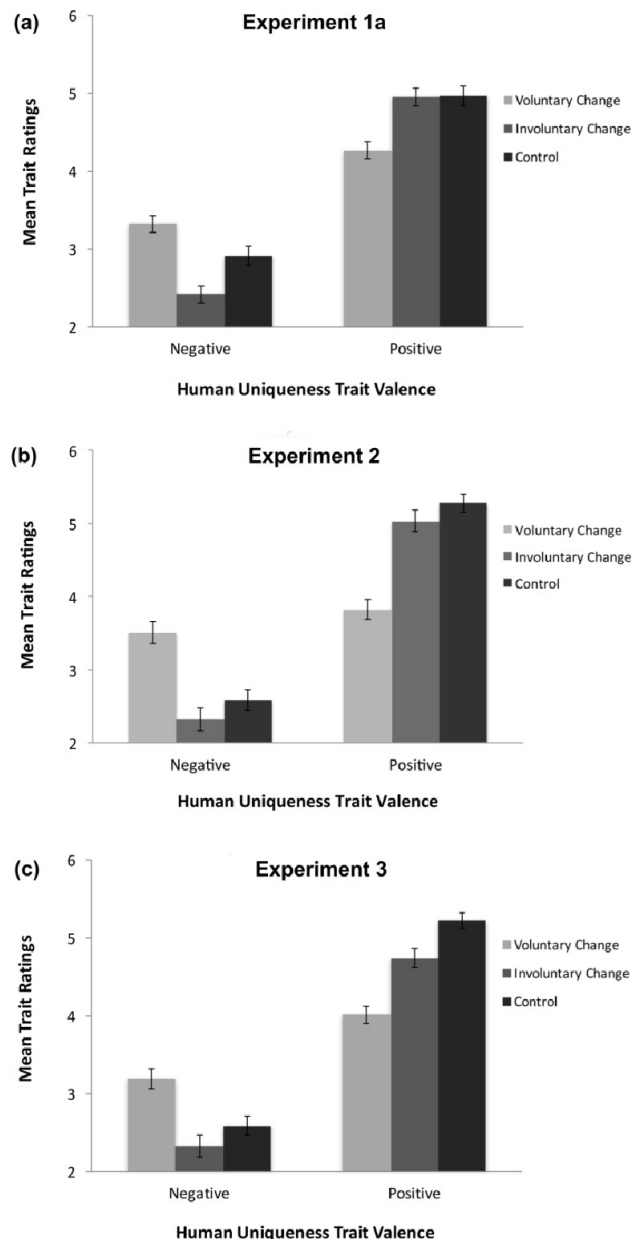 (a)
Experiment 1a
6
5
4
3
2
Mean Trait Ratings
Voluntary Change
Involuntary Change
Control
Negative
Positive
Human Uniqueness Trait Valence
(b)
Experiment 2
6
5
4
3
2
Mean Trait Ratings
Voluntary Change
Involuntary Change
Control
Negative
Positive
Human Uniqueness Trait Valence
(c)
Experiment 3
6
5
4
3
2
Mean Trait Ratings
Voluntary Change
Involuntary Change
Control
Negative
Positive
Human Uniqueness Trait Valence